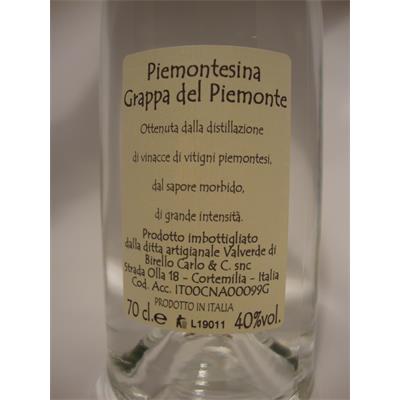 Piemontesina
Grappa del Piemonte
Ottenuta dalla distillazione
di vinacce di vitigni piemontesi,
dal sapore morbido,
di grande intensità.
Prodotto imbottigliato
dalla ditta artigianale Valverde di
Birello Carlo & C. snc
Strada Olla 18 - Cortemilia - Italia
Cod. Acc. IT00CNA00099G
PRODOTTO IN ITALIA
70 cl. e L19011 40%vol.